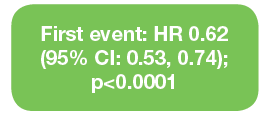 First event: HR 0.62
(95% CI: 0.53, 0.74);
p<0.0001